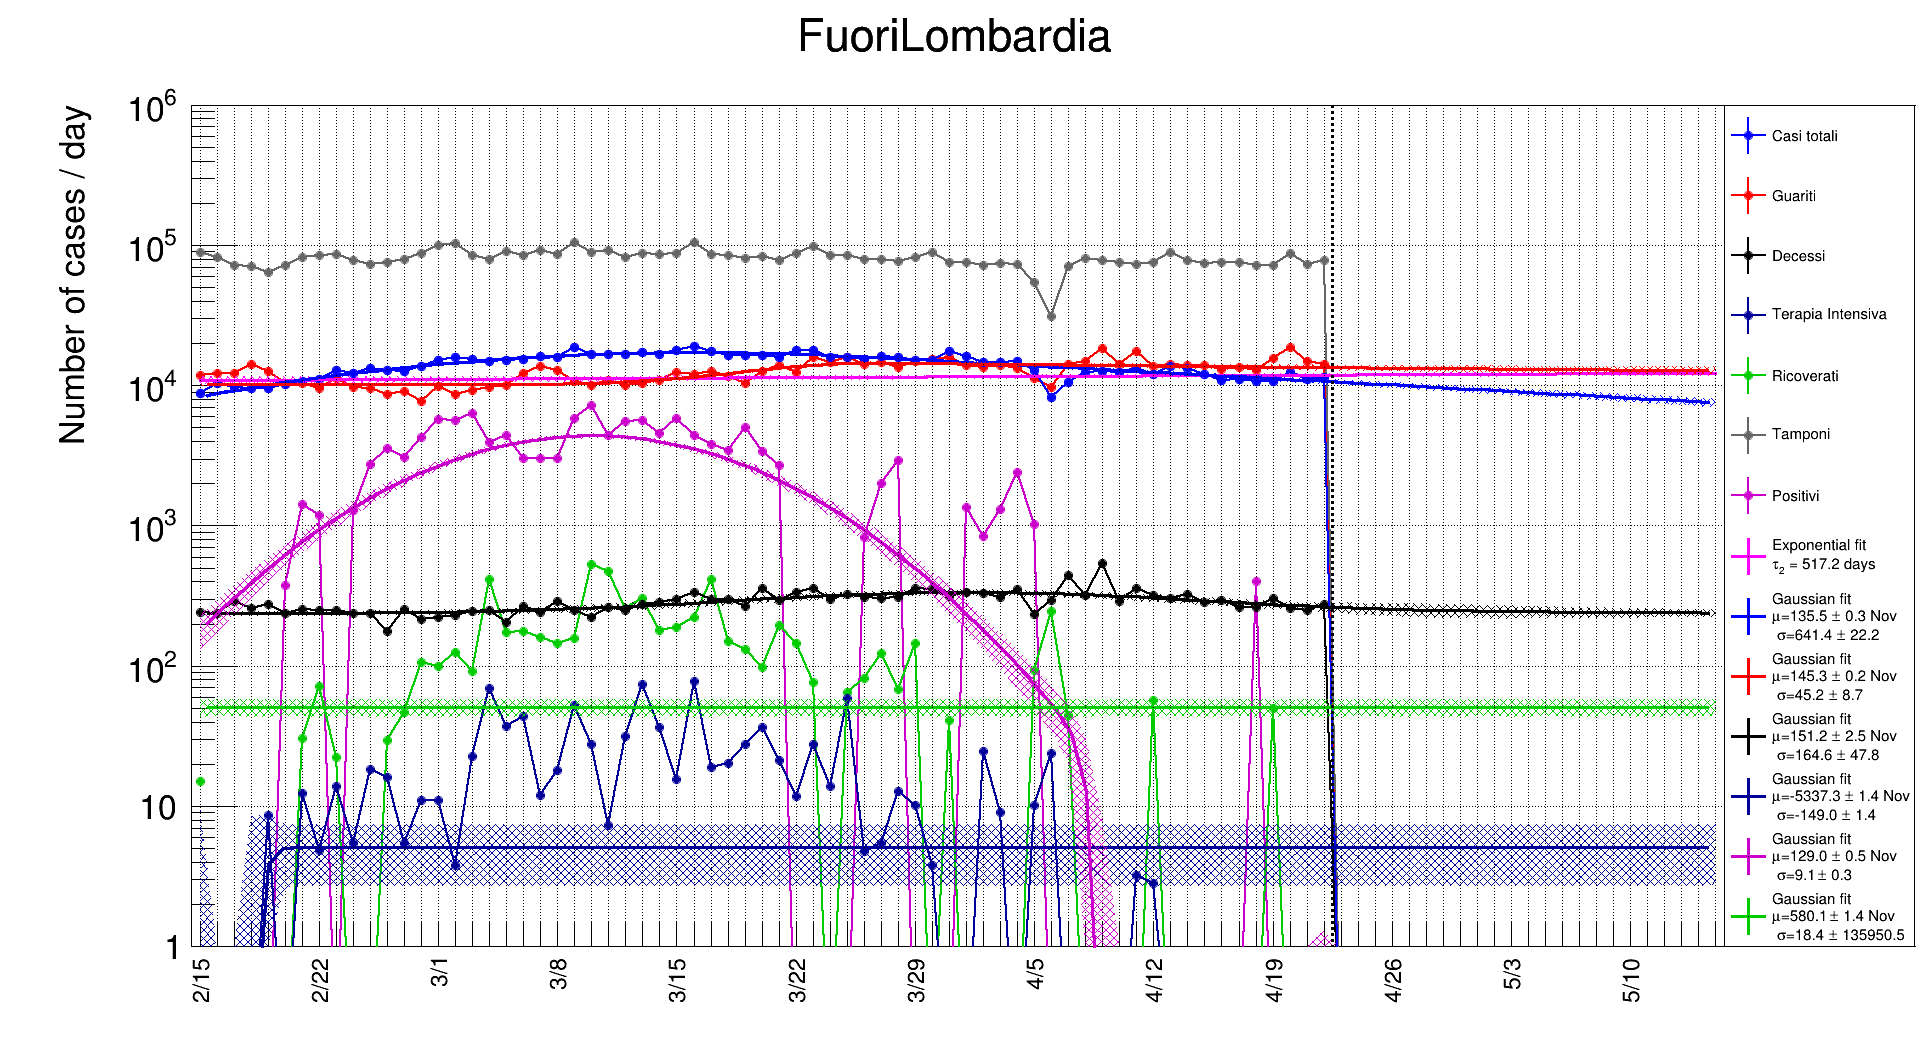 FuoriLombardia
Number of cases / day
10^6
10^5
10^4
10^3
10^2
10
1
2/15
2/22
3/1
3/8
3/15
3/22
3/29
4/5
4/12
4/19
4/26
5/3
5/10
Casi totali
Guariti
Decessi
Terapia Intensiva
Ricoverati
Tamponi
Positivi
Exponential fit
τ₂ = 517.2 days
Gaussian fit
μ=135.5 ± 0.3 Nov
σ=641.4 ± 22.2
Gaussian fit
μ=145.3 ± 0.2 Nov
σ=45.2 ± 8.7
Gaussian fit
μ=151.2 ± 2.5 Nov
σ=164.6 ± 47.8
Gaussian fit
μ=-5337.3 ± 1.4 Nov
σ=-149.0 ± 1.4
Gaussian fit
μ=129.0 ± 0.5 Nov
σ=9.1 ± 0.3
Gaussian fit
μ=580.1 ± 1.4 Nov
σ=18.4 ± 135950.5